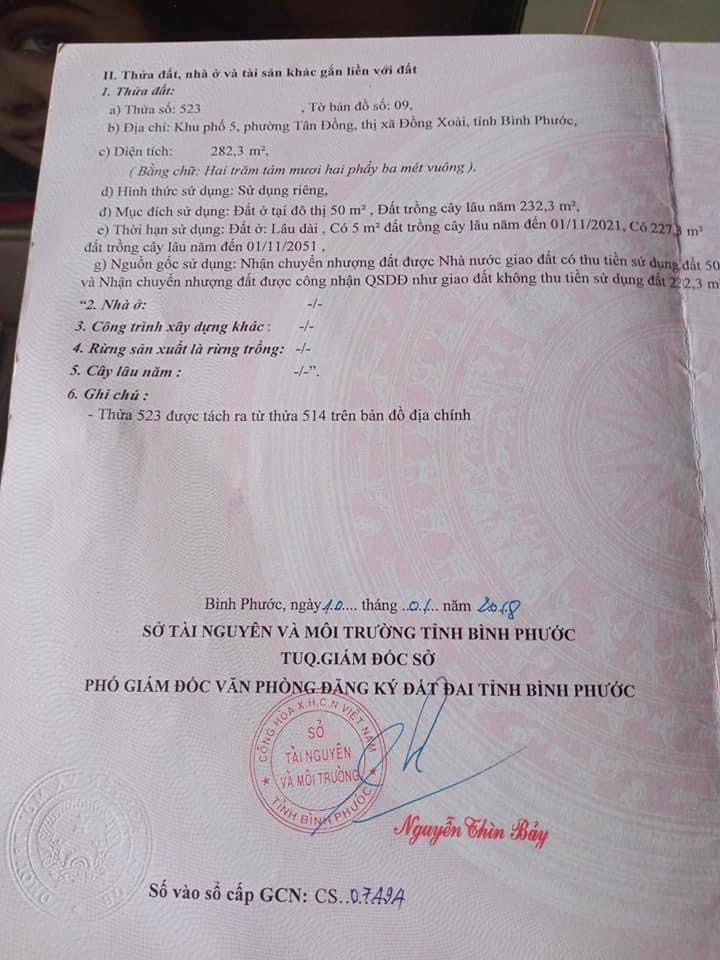 II. Thửa đất, nhà ở và tài sản khác gắn liền với đất
1. Thửa đất:
a) Thửa số: 523 , Tờ bản đồ số: 09,
b) Địa chỉ: Khu phố 5, phường Tân Đồng, thị xã Đồng Xoài, tỉnh Bình Phước,
c) Diện tích: 282,3 m²,
( Bằng chữ: Hai trăm tám mươi hai phẩy ba mét vuông ).
d) Hình thức sử dụng: Sử dụng riêng,
đ) Mục đích sử dụng: Đất ở tại đô thị 50 m² , Đất trồng cây lâu năm 232,3 m²,
e) Thời hạn sử dụng: Đất ở: Lâu dài , Có 5 m² đất trồng cây lâu năm đến 01/11/2021, Có 227,3 m²
đất trồng cây lâu năm đến 01/11/2051 ,
g) Nguồn gốc sử dụng: Nhận chuyển nhượng đất được Nhà nước giao đất có thu tiền sử dụng đất 50
và Nhận chuyển nhượng đất được công nhận QSDĐ như giao đất không thu tiền sử dụng đất 232,3 m
“2. Nhà ở: -/-
3. Công trình xây dựng khác : -/-
4. Rừng sản xuất là rừng trồng: -/-
5. Cây lâu năm : -/-”.
6. Ghi chú :
- Thửa 523 được tách ra từ thửa 514 trên bản đồ địa chính
Bình Phước, ngày 10.... tháng ..01.. năm 2018
SỞ TÀI NGUYÊN VÀ MÔI TRƯỜNG TỈNH BÌNH PHƯỚC
TUQ.GIÁM ĐỐC SỞ
PHÓ GIÁM ĐỐC VĂN PHÒNG ĐĂNG KÝ ĐẤT ĐAI TỈNH BÌNH PHƯỚC
CỘNG HÒA X.H.C.N VIỆT NAM
SỞ
TÀI NGUYÊN
VÀ MÔI TRƯỜNG
TỈNH BÌNH PHƯỚC
Nguyễn Thìn Bảy
Số vào sổ cấp GCN: CS..07A9A